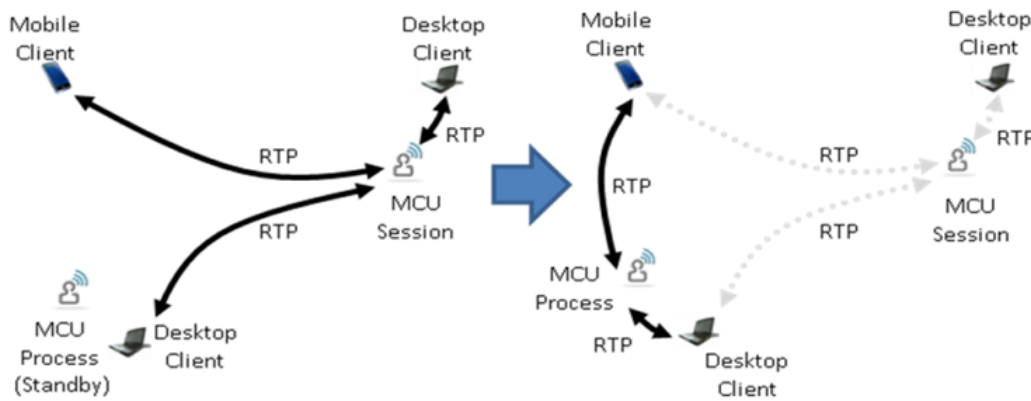 Mobile
Client
Desktop
Client
RTP
RTP
MCU
Session
RTP
MCU
Process
(Standby)
Desktop
Client
Mobile
Client
Desktop
Client
RTP
RTP
RTP
MCU
Session
RTP
MCU
Process
RTP
Desktop
Client